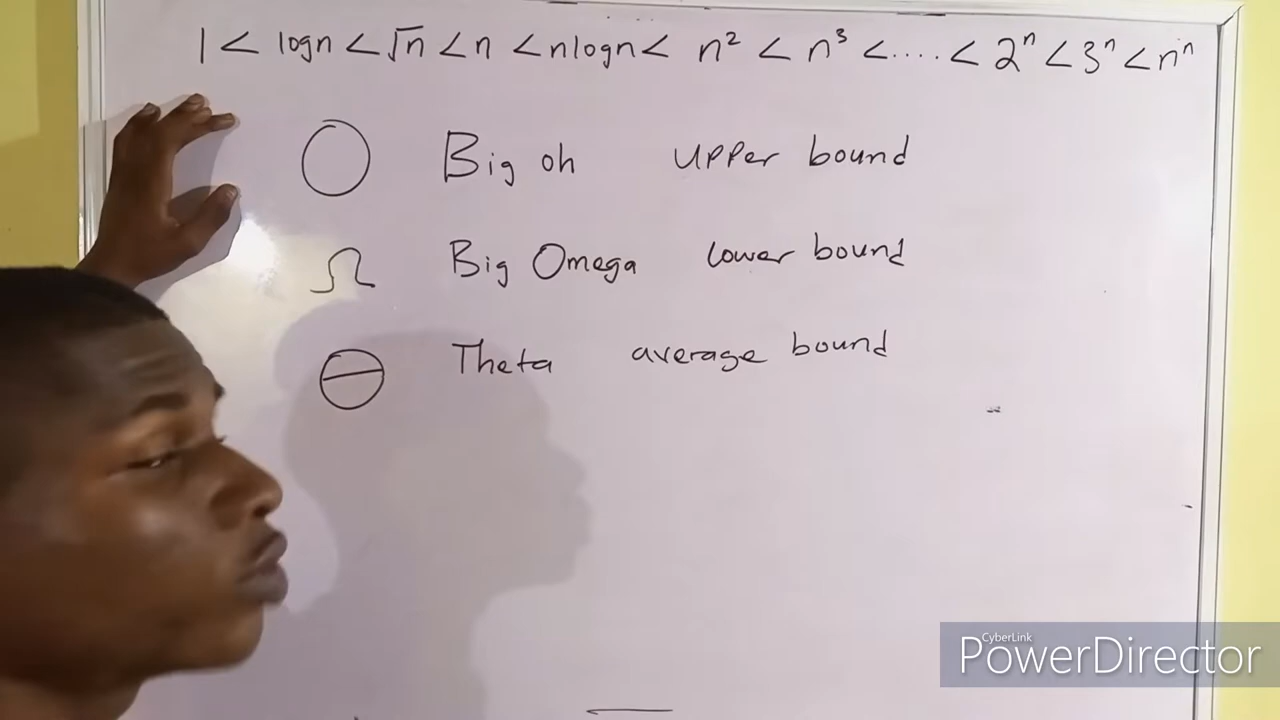 1 < logn < √n < n < nlogn < n² < n³ < .... < 2ⁿ < 3ⁿ < nⁿ
O Big oh upper bound
Ω Big Omega lower bound
Θ Theta average bound
CyberLink
PowerDirector